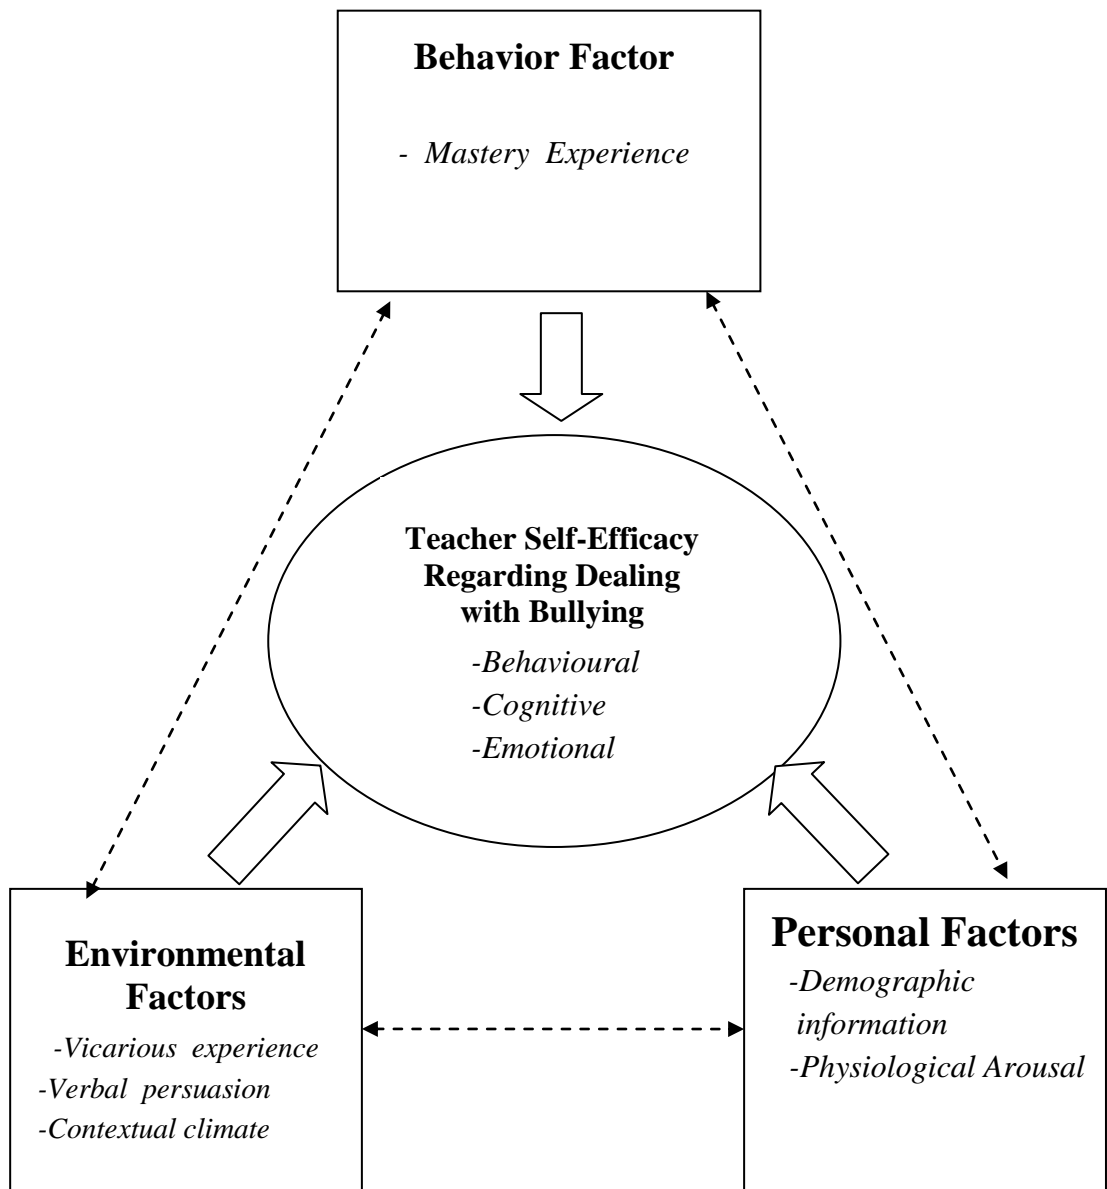 Behavior Factor
- Mastery Experience
Teacher Self-Efficacy
Regarding Dealing
with Bullying
-Behavioural
-Cognitive
-Emotional
Environmental
Factors
-Vicarious experience
-Verbal persuasion
-Contextual climate
Personal Factors
-Demographic
information
-Physiological Arousal